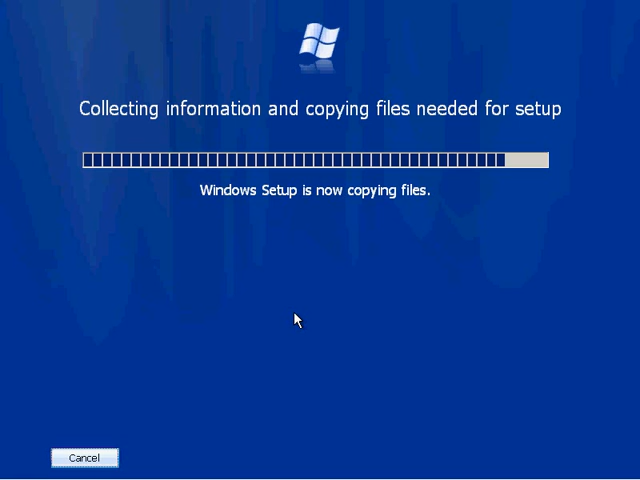 Collecting information and copying files needed for setup
Windows Setup is now copying files.
Cancel